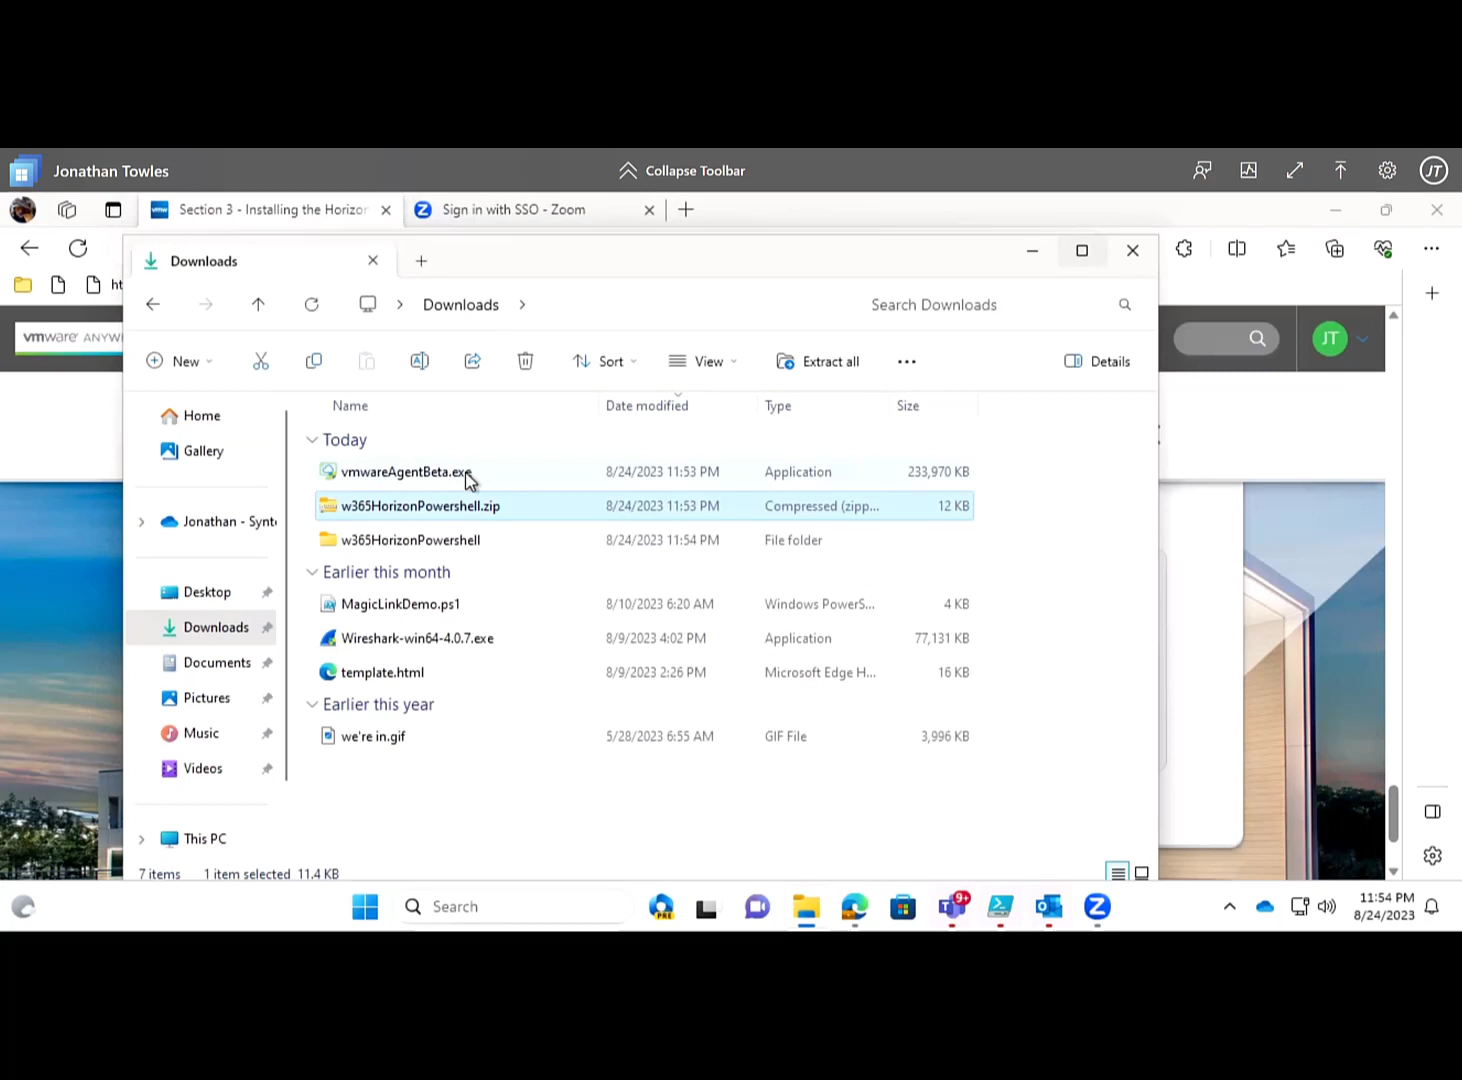 Jonathan Towles
Collapse Toolbar
JT
Section 3 - Installing the Horizon
Sign in with SSO - Zoom
Downloads
ht
Downloads
Search Downloads
vmware ANYW
JT
New
Sort
View
Extract all
Details
Name
Date modified
Type
Size
Home
Gallery
Jonathan - Synt
Desktop
Downloads
Documents
Pictures
Music
Videos
This PC
Today
vmwareAgentBeta.exe 8/24/2023 11:53 PM Application 233,970 KB
w365HorizonPowershell.zip 8/24/2023 11:53 PM Compressed (zipp... 12 KB
w365HorizonPowershell 8/24/2023 11:54 PM File folder
Earlier this month
MagicLinkDemo.ps1 8/10/2023 6:20 AM Windows PowerS... 4 KB
Wireshark-win64-4.0.7.exe 8/9/2023 4:02 PM Application 77,131 KB
template.html 8/9/2023 2:26 PM Microsoft Edge H... 16 KB
Earlier this year
we're in.gif 5/28/2023 6:55 AM GIF File 3,996 KB
7 items 1 item selected 11.4 KB
Search
PRE
9+
11:54 PM
8/24/2023